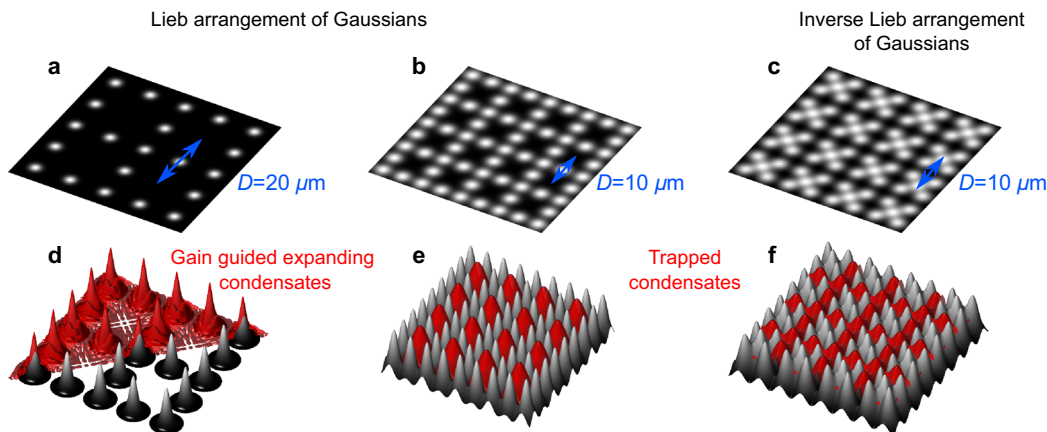 Lieb arrangement of Gaussians
Inverse Lieb arrangement
of Gaussians
a
b
c
D=20 µm
D=10 µm
D=10 µm
d
Gain guided expanding
condensates
e
Trapped
condensates
f